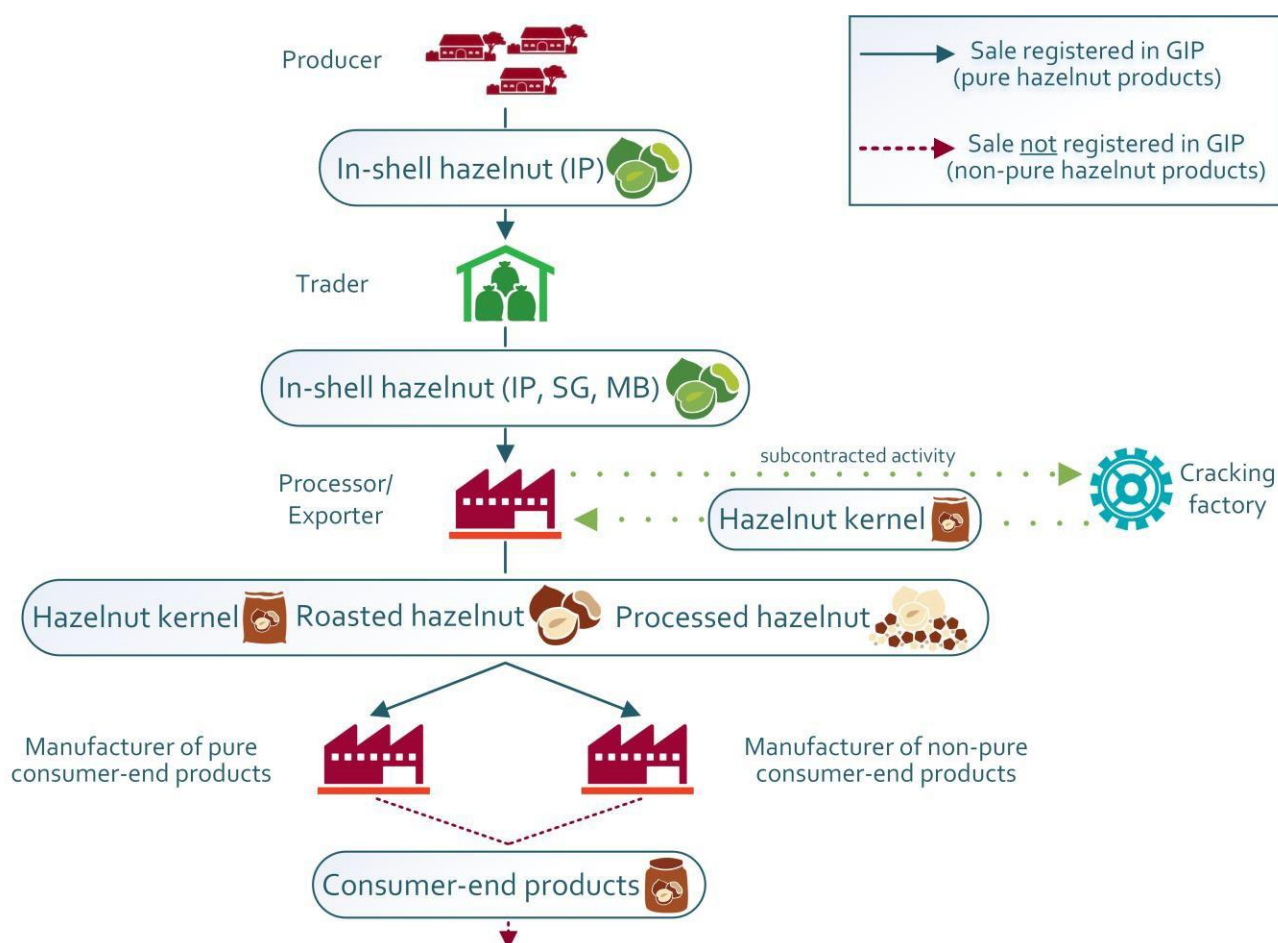 Producer
Sale registered in GIP
(pure hazelnut products)
Sale not registered in GIP
(non-pure hazelnut products)
In-shell hazelnut (IP)
Trader
In-shell hazelnut (IP, SG, MB)
Processor/
Exporter
subcontracted activity
Hazelnut kernel
Cracking
factory
Hazelnut kernel
Roasted hazelnut
Processed hazelnut
Manufacturer of pure
consumer-end products
Manufacturer of non-pure
consumer-end products
Consumer-end products